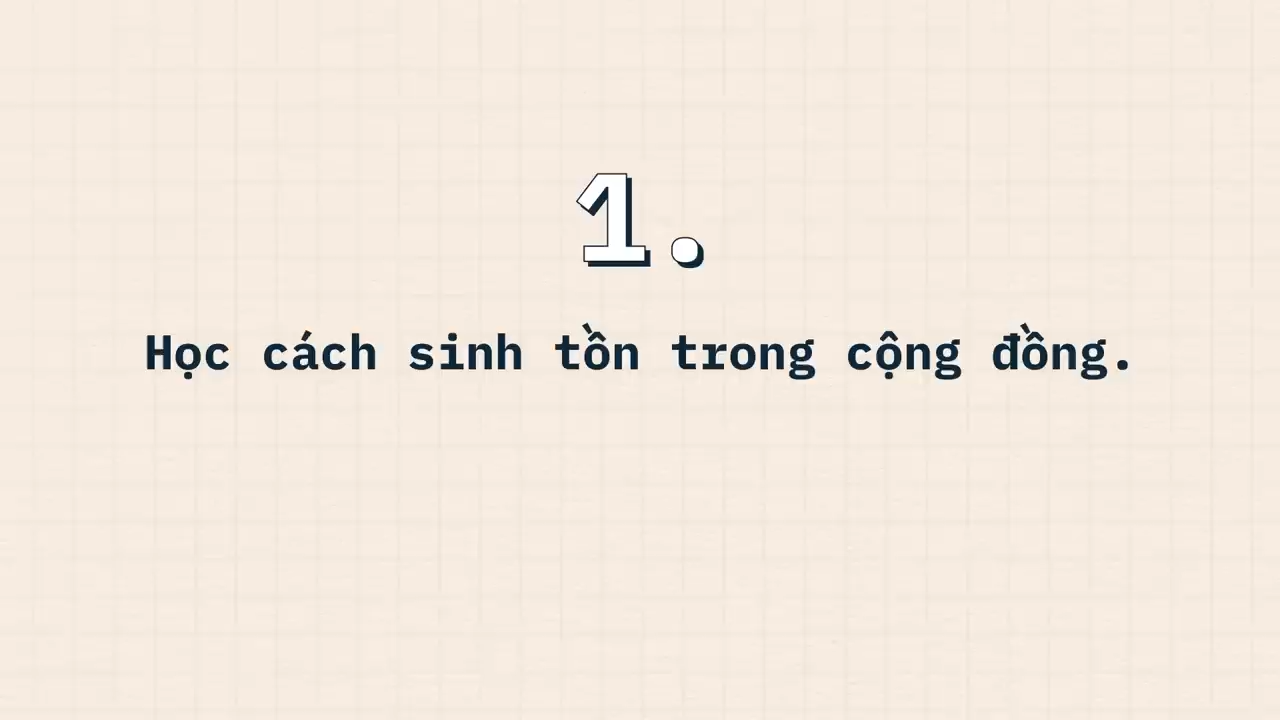 1.
Học cách sinh tồn trong cộng đồng.